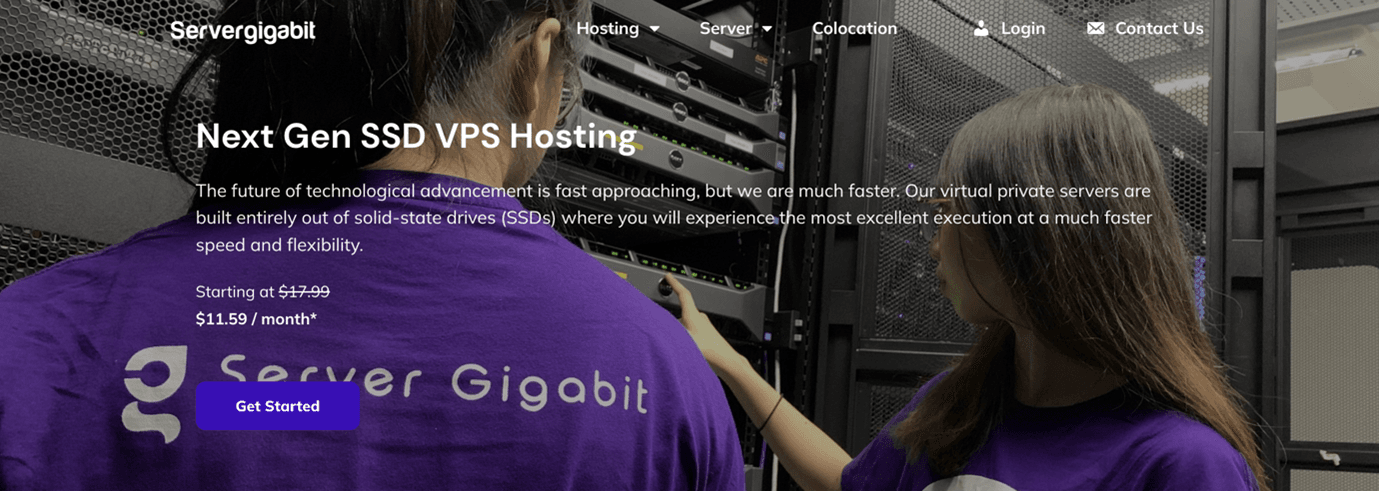 Servergigabit
Hosting
Server
Colocation
Login
Contact Us
Next Gen SSD VPS Hosting
The future of technological advancement is fast approaching, but we are much faster. Our virtual private servers are
built entirely out of solid-state drives (SSDs) where you will experience the most excellent execution at a much faster
speed and flexibility.
Starting at $17.99
$11.59 / month*
Server Gigabit
Get Started